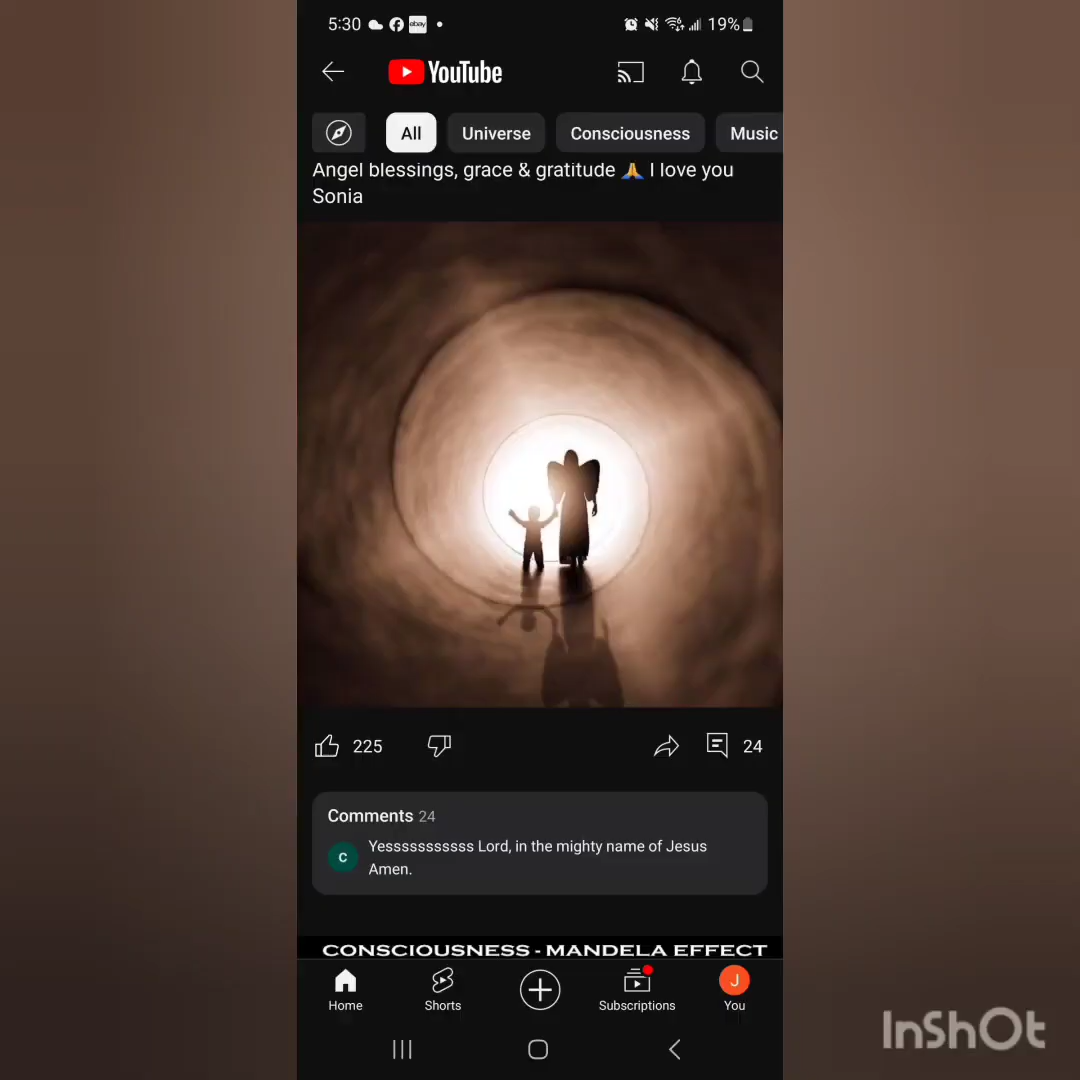 5:30 ebay 19%
YouTube
All Universe Consciousness Music
Angel blessings, grace & gratitude 🙏 I love you
Sonia
225 24
Comments 24
C Yesssssssssss Lord, in the mighty name of Jesus
Amen.
CONSCIOUSNESS - MANDELA EFFECT
J
Home Shorts Subscriptions You
InShOt